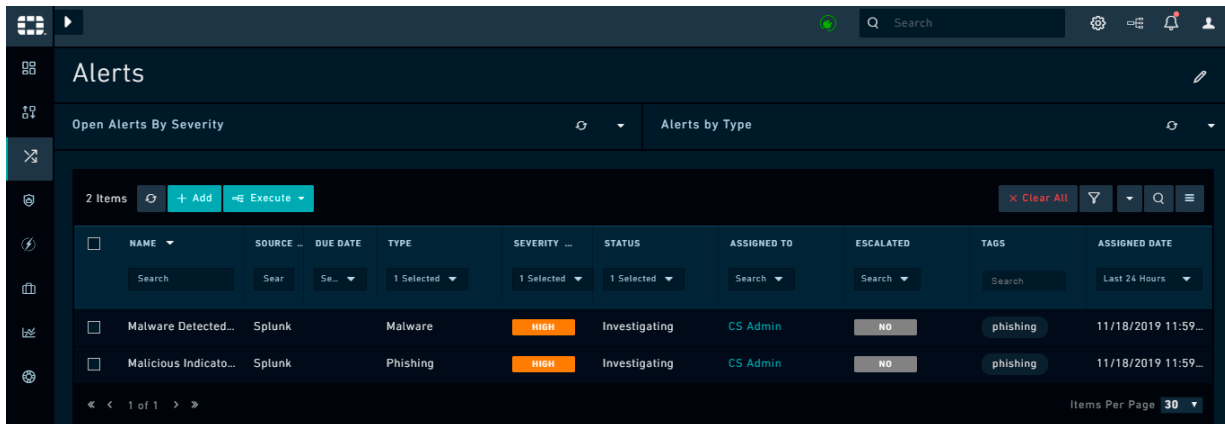 Search
Alerts
Open Alerts By Severity
Alerts by Type
2 Items + Add Execute × Clear All
NAME SOURCE ... DUE DATE TYPE SEVERITY ... STATUS ASSIGNED TO ESCALATED TAGS ASSIGNED DATE
Search Sear Se... 1 Selected 1 Selected 1 Selected Search Search Search Last 24 Hours
Malware Detected... Splunk Malware HIGH Investigating CS Admin NO phishing 11/18/2019 11:59...
Malicious Indicato... Splunk Phishing HIGH Investigating CS Admin NO phishing 11/18/2019 11:59...
« < 1 of 1 > » Items Per Page 30